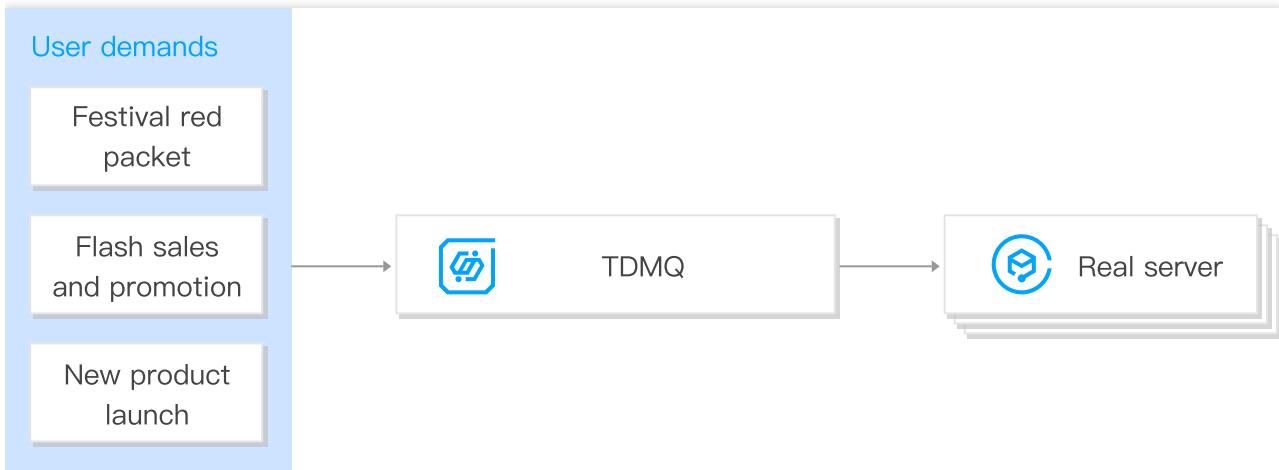 User demands
Festival red
packet
Flash sales
and promotion
New product
launch
TDMQ
Real server